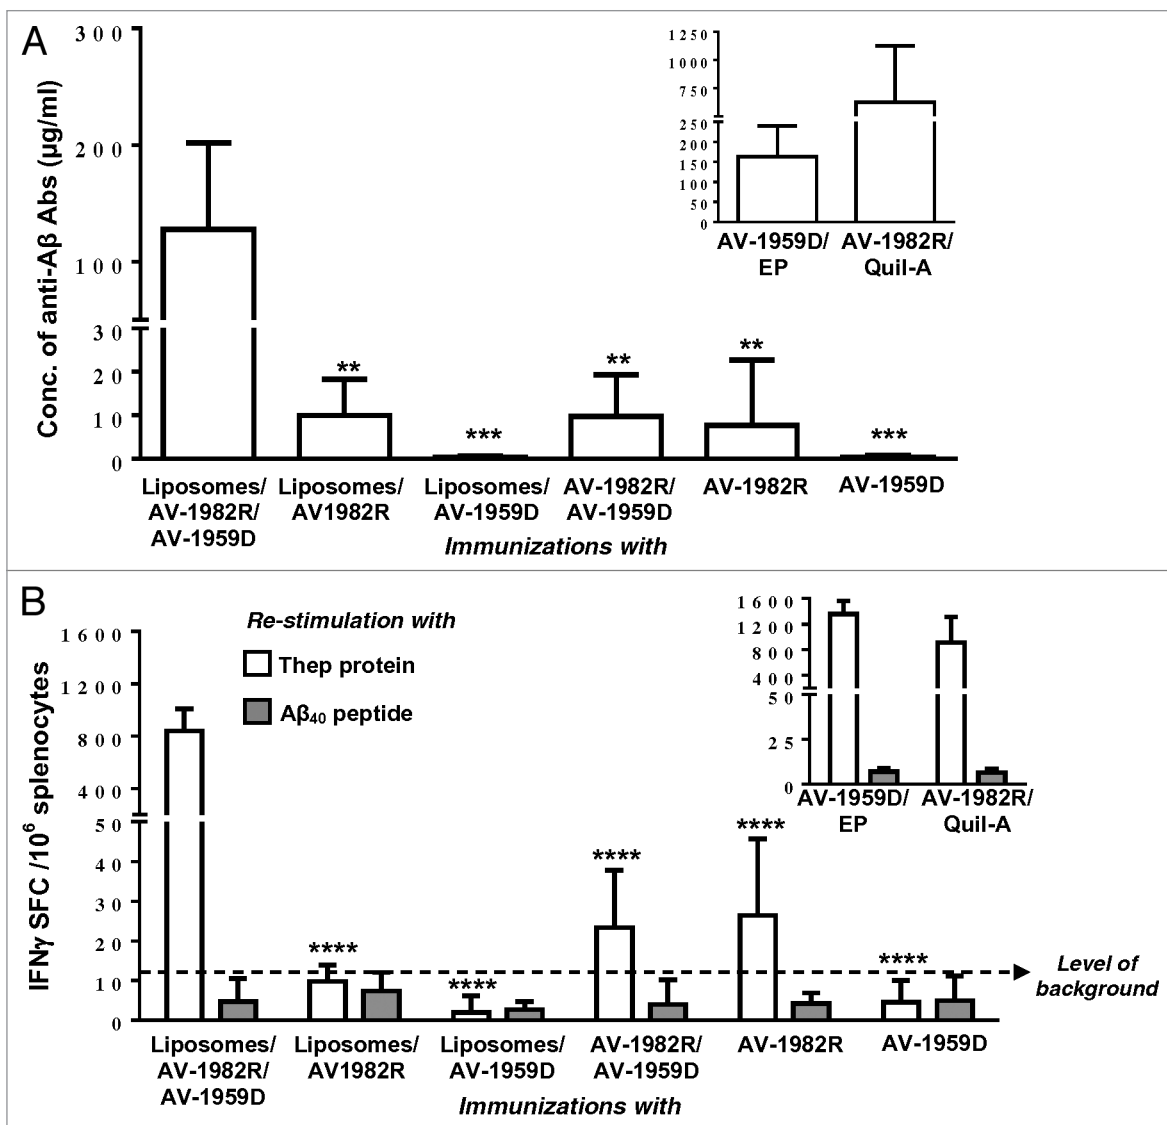 A
Conc. of anti-Aβ Abs (µg/ml)
300
200
100
30
20
10
0
**
***
**
**
***
Liposomes/
AV-1982R/
AV-1959D
Liposomes/
AV1982R
Liposomes/
AV-1959D
AV-1982R/
AV-1959D
AV-1982R
AV-1959D
Immunizations with
1250
1000
750
250
200
150
100
50
0
AV-1959D/
EP
AV-1982R/
Quil-A
B
IFNγ SFC /10⁶ splenocytes
1600
1200
800
400
50
40
30
20
10
0
Re-stimulation with
Thep protein
Aβ₄₀ peptide
****
****
****
****
****
Level of
background
Liposomes/
AV-1982R/
AV-1959D
Liposomes/
AV1982R
Liposomes/
AV-1959D
AV-1982R/
AV-1959D
AV-1982R
AV-1959D
Immunizations with
1600
1200
800
400
50
25
0
AV-1959D/
EP
AV-1982R/
Quil-A